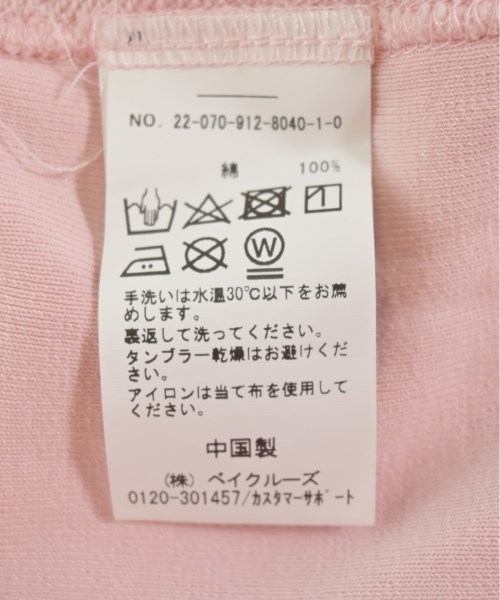 NO. 22-070-912-8040-1-0
綿 100%
W
手洗いは水温30℃以下をお薦
めします。
裏返して洗ってください。
タンブラー乾燥はお避けくだ
さい。
アイロンは当て布を使用して
ください。
中国製
(株) ベイクルーズ
0120-301457/カスタマーサポート